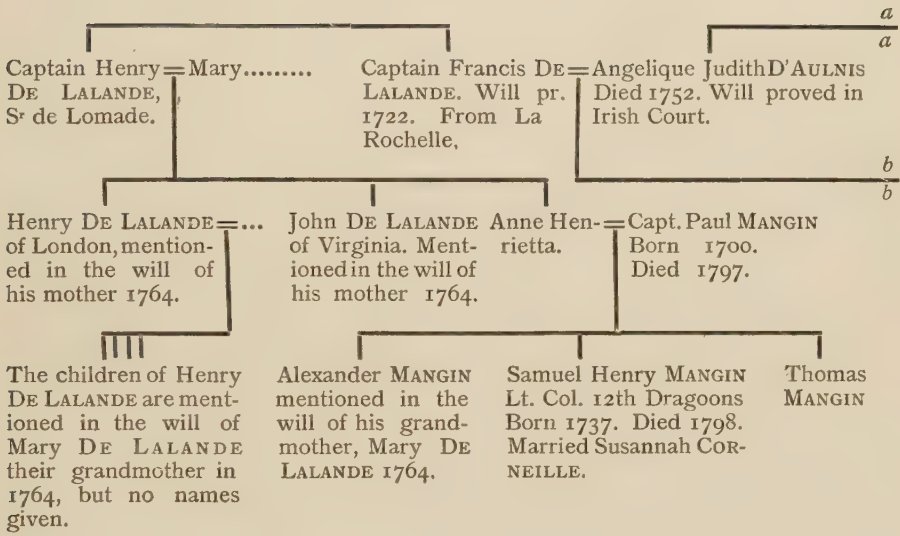 a
a
Captain Henry=Mary.........
DE LALANDE,
Sr de Lomade.
Captain Francis DE=Angelique Judith D'AULNIS
LALANDE. Will pr.
1722. From La
Rochelle,
Died 1752. Will proved in
Irish Court.
b
b
Henry DE LALANDE=...
of London, mention-
ed in the will of
his mother 1764.
John DE LALANDE
of Virginia. Ment-
ioned in the will of
his mother 1764.
Anne Hen-=Capt. Paul MANGIN
rietta.
Born 1700.
Died 1797.
The children of Henry
DE LALANDE are ment-
ioned in the will of
Mary DE LALANDE
their grandmother in
1764, but no names
given.
Alexander MANGIN
mentioned in the
will of his grand-
mother, Mary DE
LALANDE 1764.
Samuel Henry MANGIN
Lt. Col. 12th Dragoons
Born 1737. Died 1798.
Married Susannah COR-
NEILLE.
Thomas
MANGIN